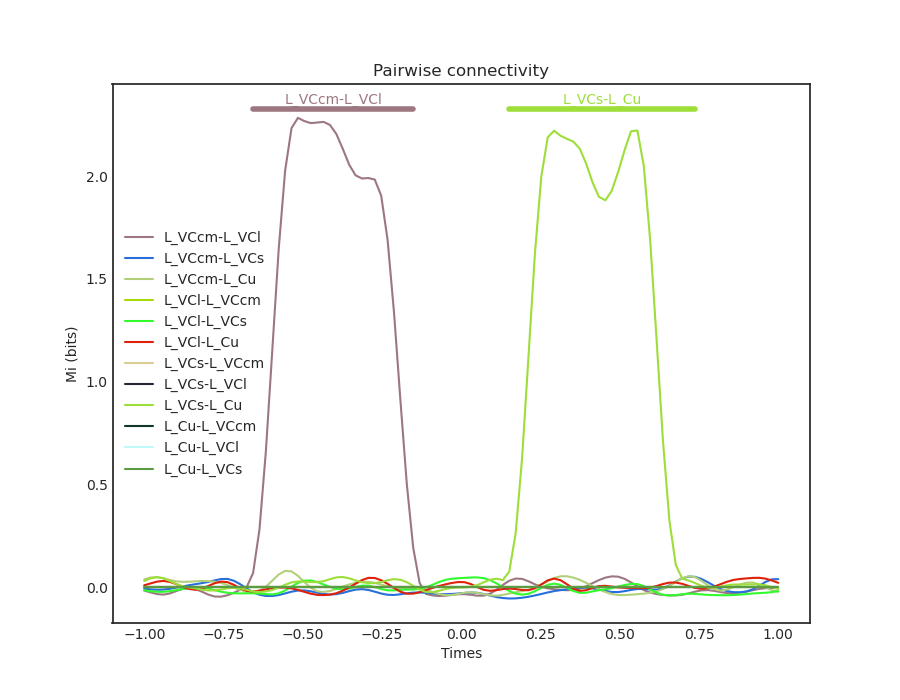 Pairwise connectivity
L_VCcm-L_VCl
L_VCs-L_Cu
2.0
1.5
1.0
0.5
0.0
Mi (bits)
L_VCcm-L_VCl
L_VCcm-L_VCs
L_VCcm-L_Cu
L_VCl-L_VCcm
L_VCl-L_VCs
L_VCl-L_Cu
L_VCs-L_VCcm
L_VCs-L_VCl
L_VCs-L_Cu
L_Cu-L_VCcm
L_Cu-L_VCl
L_Cu-L_VCs
−1.00 −0.75 −0.50 −0.25 0.00 0.25 0.50 0.75 1.00
Times